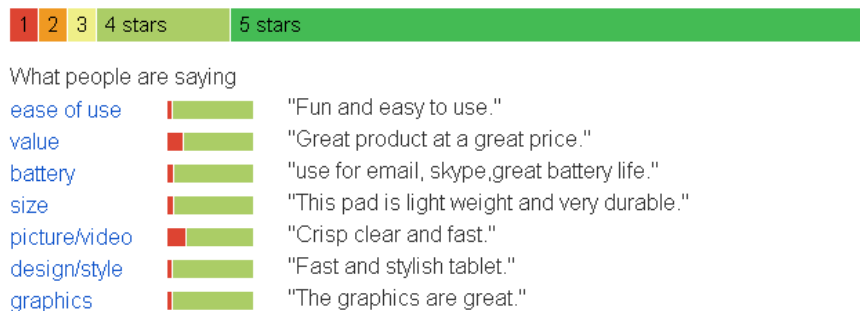 1 2 3 4 stars 5 stars
What people are saying
ease of use "Fun and easy to use."
value "Great product at a great price."
battery "use for email, skype,great battery life."
size "This pad is light weight and very durable."
picture/video "Crisp clear and fast."
design/style "Fast and stylish tablet."
graphics "The graphics are great."